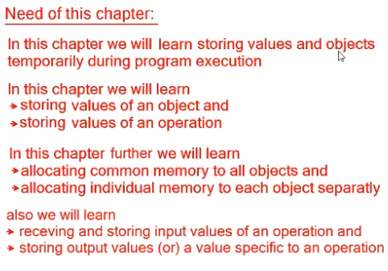 Need of this chapter:
In this chapter we will learn storing values and objects
temporarily during program execution
In this chapter we will learn
➔ storing values of an object and
➔ storing values of an operation
In this chapter further we will learn
➔ allocating common memory to all objects and
➔ allocating individual memory to each object separatly
also we will learn
➔ receving and storing input values of an operation and
➔ storing output values (or) a value specific to an operation